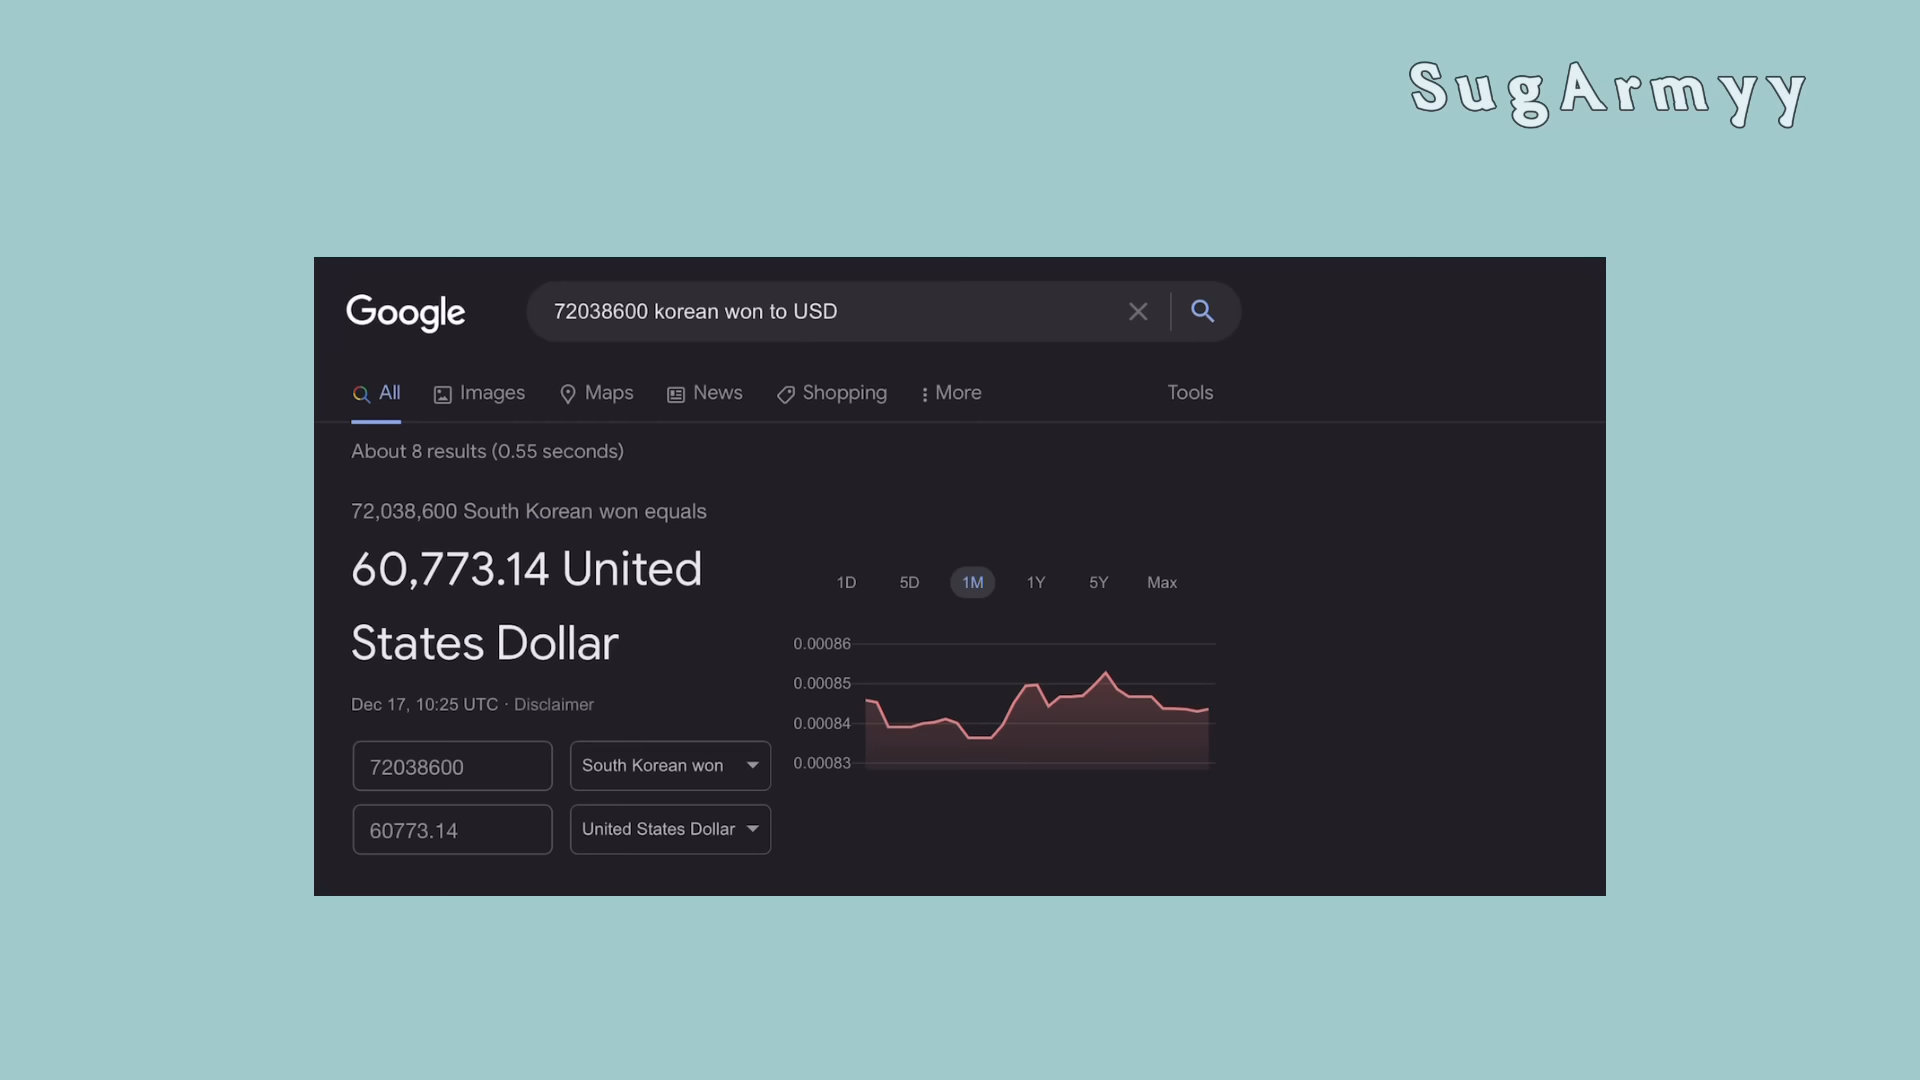 SugArmyy
Google
72038600 korean won to USD
All Images Maps News Shopping More Tools
About 8 results (0.55 seconds)
72,038,600 South Korean won equals
60,773.14 United
States Dollar
Dec 17, 10:25 UTC · Disclaimer
72038600 South Korean won
60773.14 United States Dollar
1D 5D 1M 1Y 5Y Max
0.00086
0.00085
0.00084
0.00083